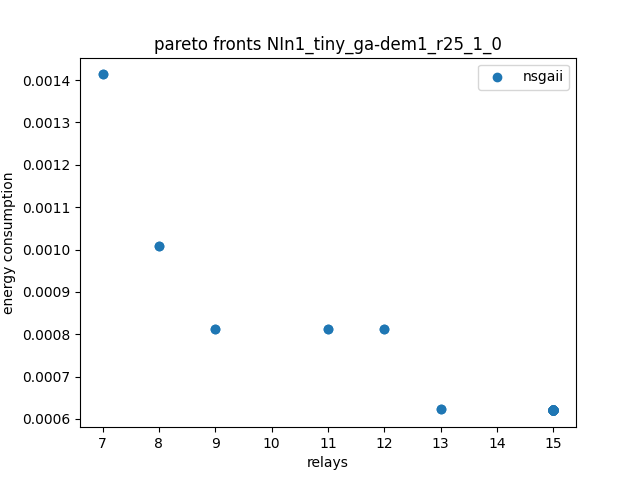 pareto fronts NIn1_tiny_ga-dem1_r25_1_0
nsgaii
energy consumption
0.0014
0.0013
0.0012
0.0011
0.0010
0.0009
0.0008
0.0007
0.0006
7 8 9 10 11 12 13 14 15
relays